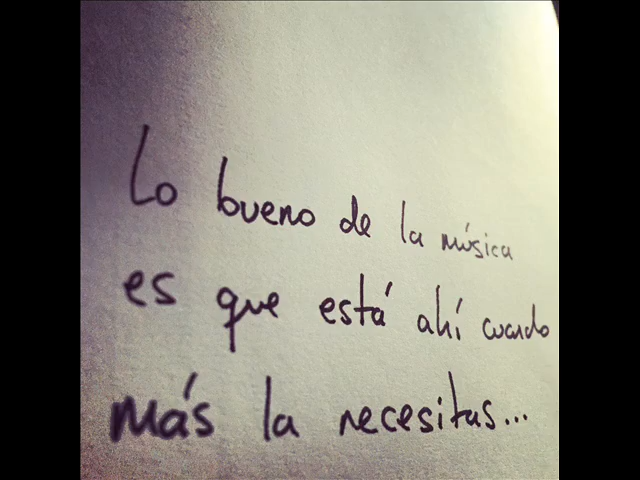 Lo bueno de la música
es que está ahí cuando
más la necesitas...